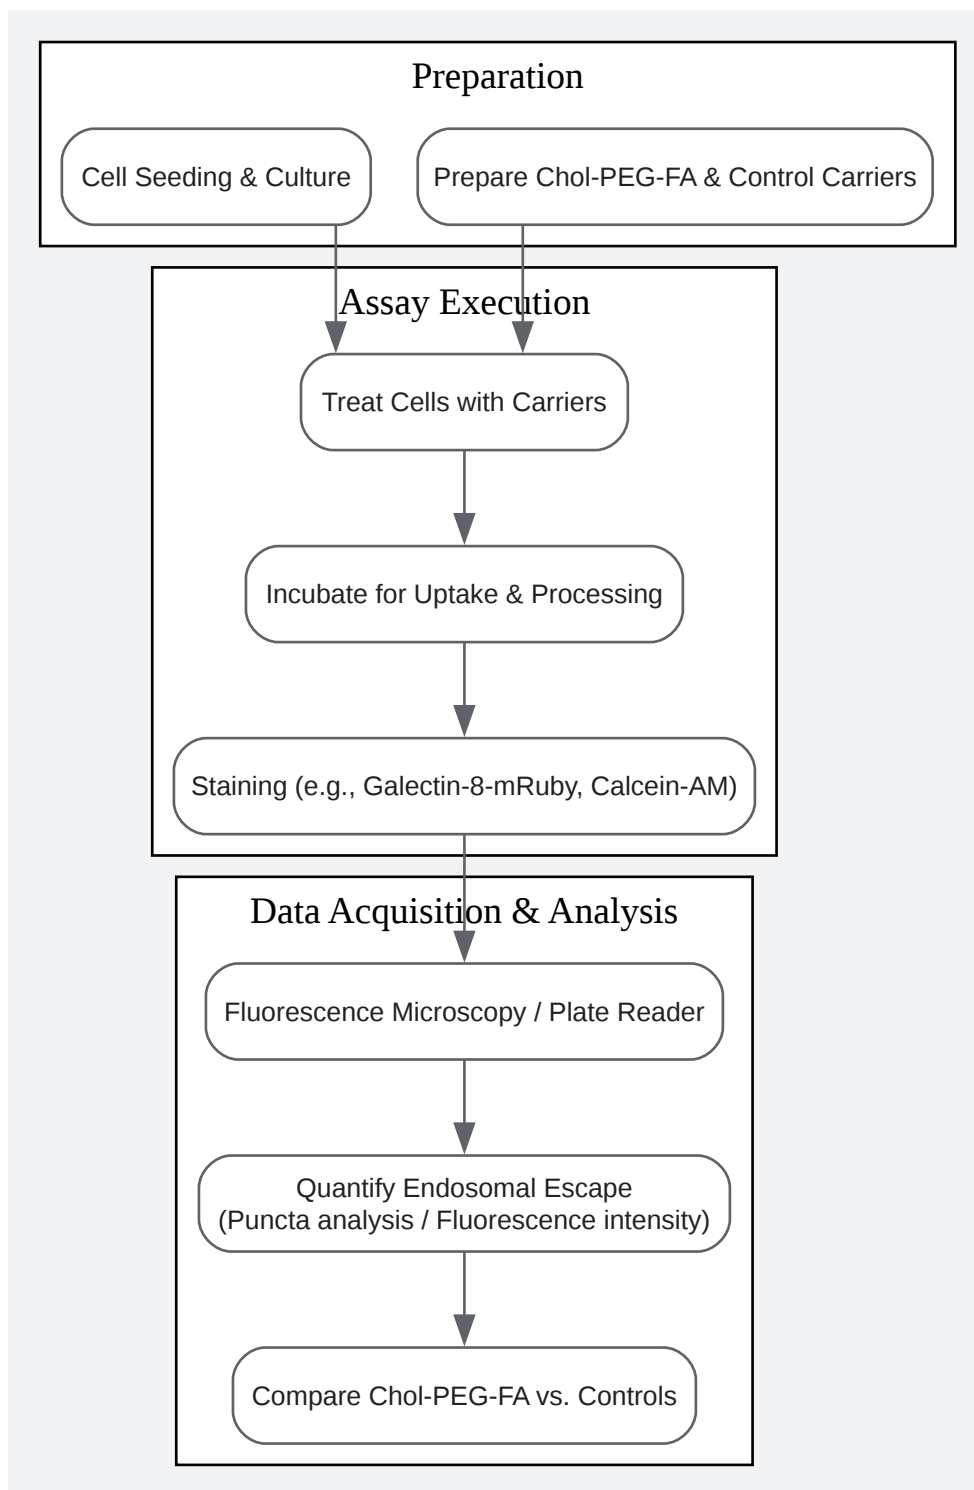 Preparation
Cell Seeding & Culture
Prepare Chol-PEG-FA & Control Carriers
Assay Execution
Treat Cells with Carriers
Incubate for Uptake & Processing
Staining (e.g., Galectin-8-mRuby, Calcein-AM)
Data Acquisition & Analysis
Fluorescence Microscopy / Plate Reader
Quantify Endosomal Escape
(Puncta analysis / Fluorescence intensity)
Compare Chol-PEG-FA vs. Controls